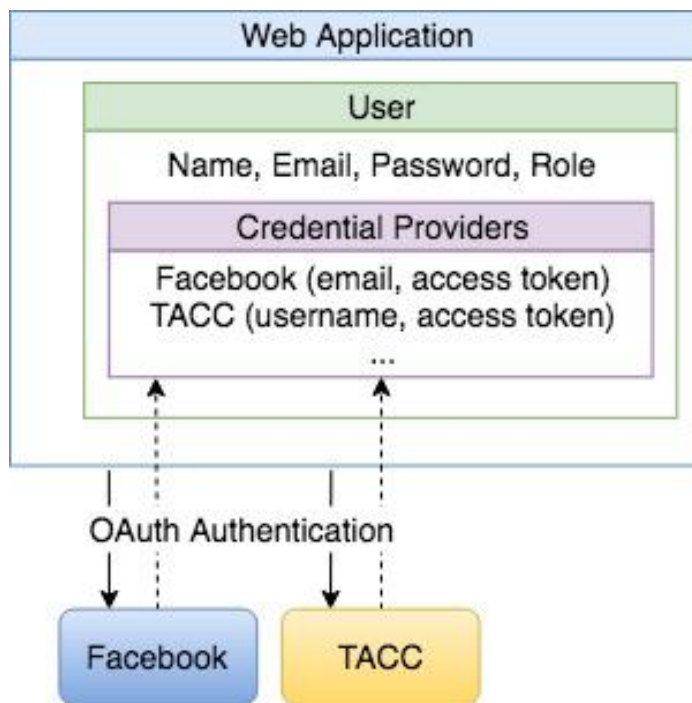 Web Application
User
Name, Email, Password, Role
Credential Providers
Facebook (email, access token)
TACC (username, access token)
...
OAuth Authentication
Facebook
TACC